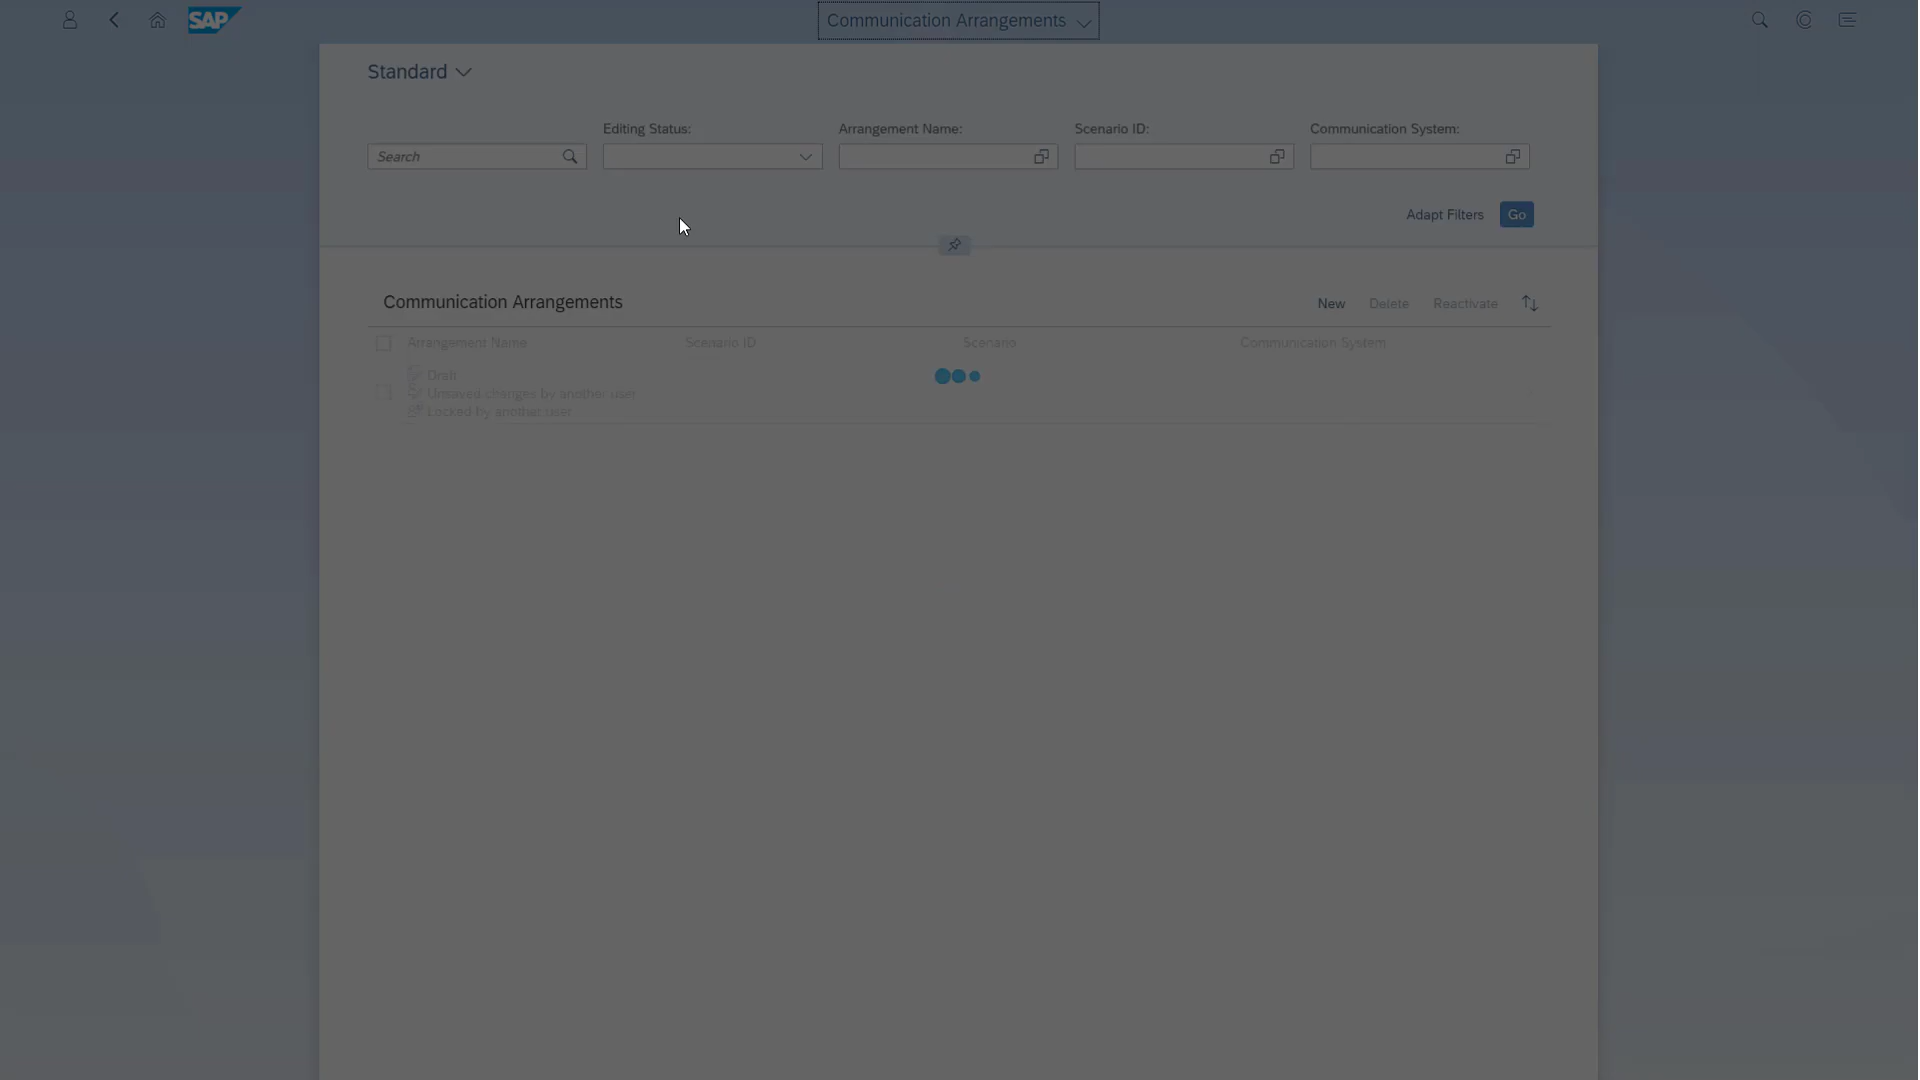 SAP
Communication Arrangements
Standard
Editing Status:
Arrangement Name:
Scenario ID:
Communication System:
Search
Adapt Filters
Go
Communication Arrangements
New
Delete
Reactivate
Arrangement Name
Scenario ID
Scenario
Communication System
Draft
Unsaved changes by another user
Locked by another user